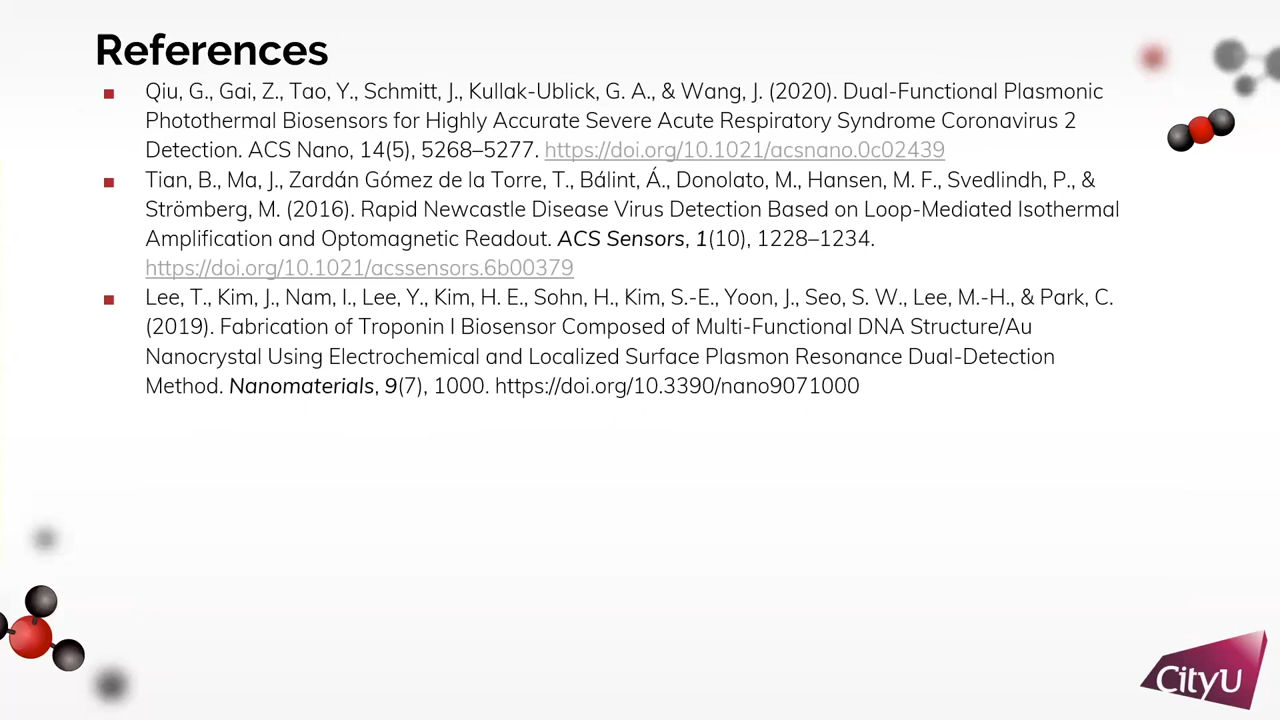 References
▪ Qiu, G., Gai, Z., Tao, Y., Schmitt, J., Kullak-Ublick, G. A., & Wang, J. (2020). Dual-Functional Plasmonic
Photothermal Biosensors for Highly Accurate Severe Acute Respiratory Syndrome Coronavirus 2
Detection. ACS Nano, 14(5), 5268–5277. https://doi.org/10.1021/acsnano.0c02439
▪ Tian, B., Ma, J., Zardán Gómez de la Torre, T., Bálint, Á., Donolato, M., Hansen, M. F., Svedlindh, P., &
Strömberg, M. (2016). Rapid Newcastle Disease Virus Detection Based on Loop-Mediated Isothermal
Amplification and Optomagnetic Readout. ACS Sensors, 1(10), 1228–1234.
https://doi.org/10.1021/acssensors.6b00379
▪ Lee, T., Kim, J., Nam, I., Lee, Y., Kim, H. E., Sohn, H., Kim, S.-E., Yoon, J., Seo, S. W., Lee, M.-H., & Park, C.
(2019). Fabrication of Troponin I Biosensor Composed of Multi-Functional DNA Structure/Au
Nanocrystal Using Electrochemical and Localized Surface Plasmon Resonance Dual-Detection
Method. Nanomaterials, 9(7), 1000. https://doi.org/10.3390/nano9071000
CityU